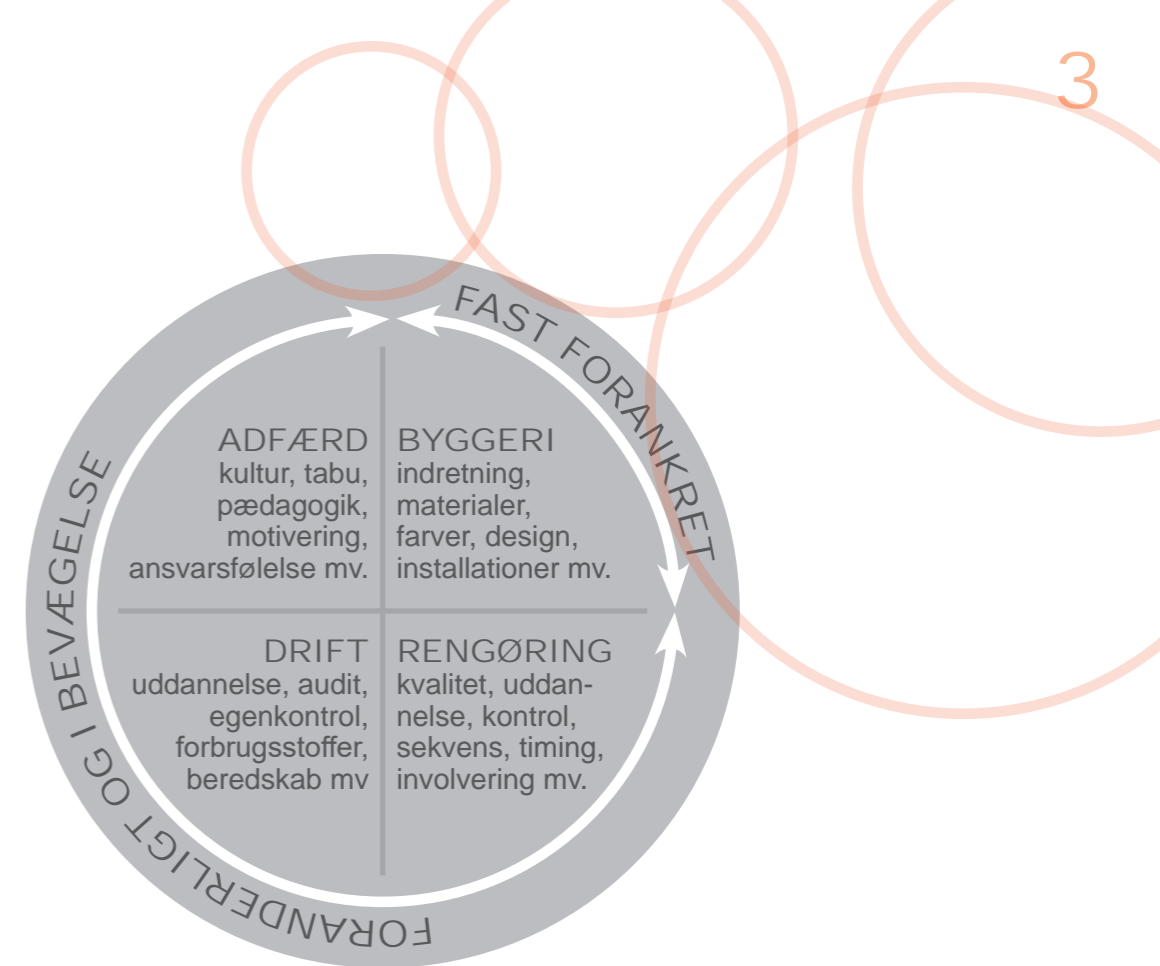 3
FAST FORANKRET
FORANDERLIGT OG I BEVÆGELSE
ADFÆRD
kultur, tabu,
pædagogik,
motivering,
ansvarsfølelse mv.
BYGGERI
indretning,
materialer,
farver, design,
installationer mv.
DRIFT
uddannelse, audit,
egenkontrol,
forbrugsstoffer,
beredskab mv
RENGØRING
kvalitet, uddan-
nelse, kontrol,
sekvens, timing,
involvering mv.